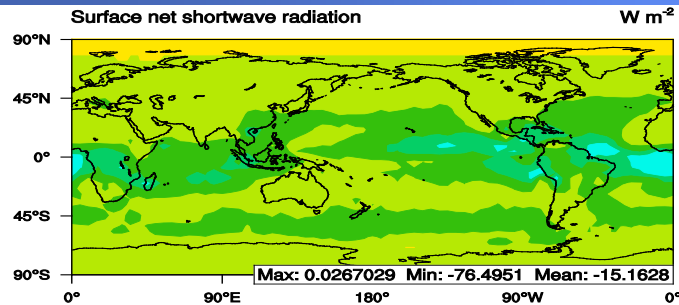 Surface net shortwave radiation W m-2
90°N
45°N
0°
45°S
90°S
Max: 0.0267029 Min: -76.4951 Mean: -15.1628
0° 90°E 180° 90°W 0°